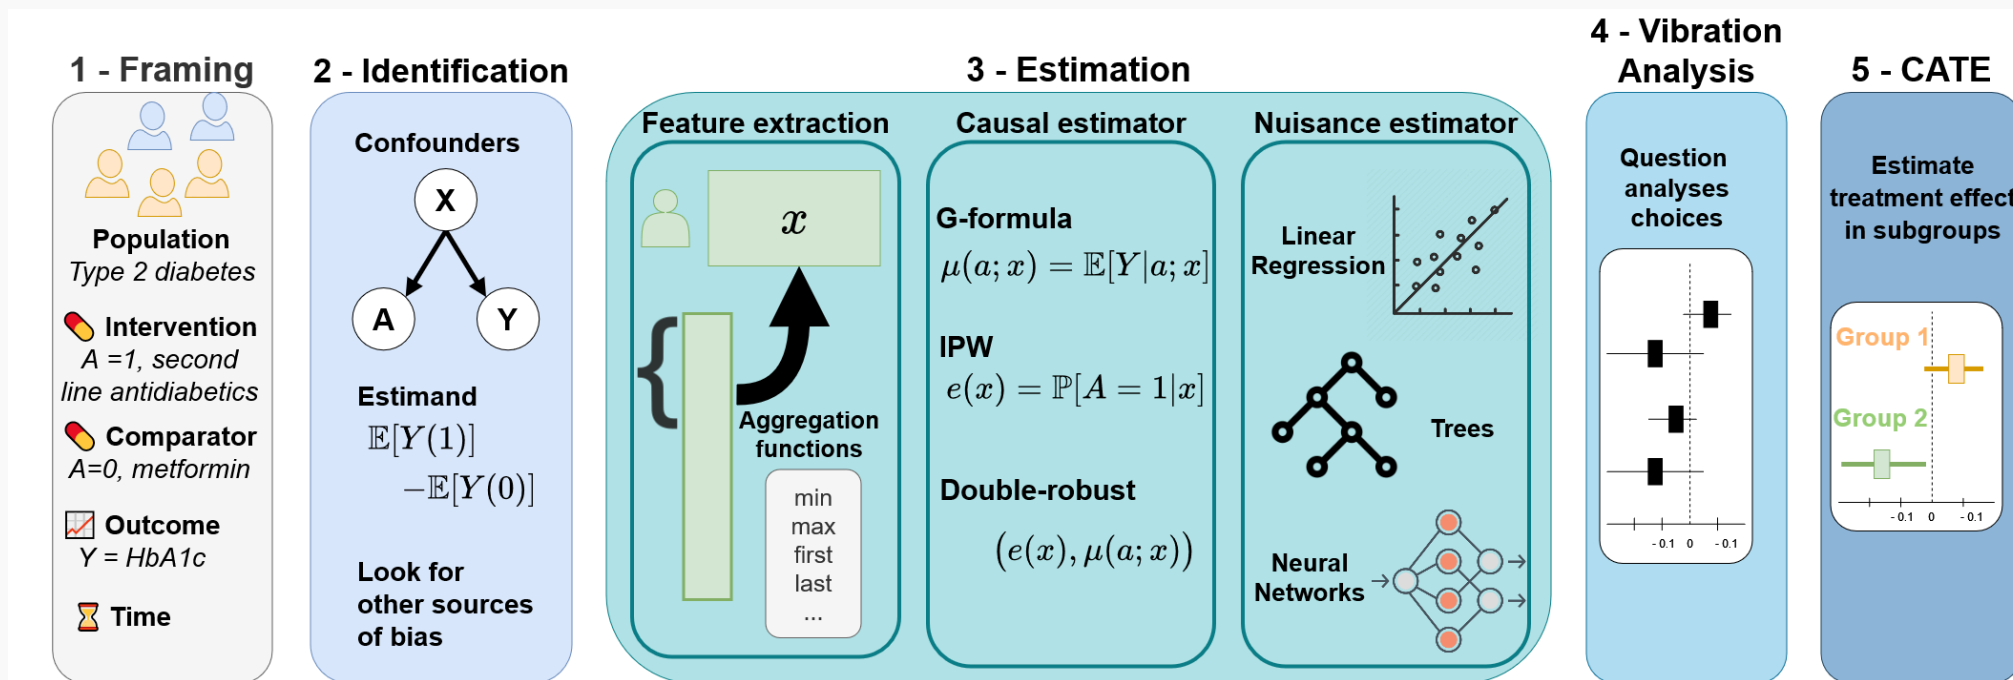 1 - Framing
Population
Type 2 diabetes
Intervention
A =1, second
line antidiabetics
Comparator
A=0, metformin
Outcome
Y = HbA1c
Time
2 - Identification
Confounders
X
A
Y
Estimand
𝔼[Y(1)]
−𝔼[Y(0)]
Look for
other sources
of bias
3 - Estimation
Feature extraction
x
{
Aggregation
functions
min
max
first
last
...
Causal estimator
G-formula
μ(a; x) = 𝔼[Y|a; x]
IPW
e(x) = ℙ[A = 1|x]
Double-robust
(e(x), μ(a; x))
Nuisance estimator
Linear
Regression
Trees
Neural
Networks
4 - Vibration
Analysis
Question
analyses
choices
- 0.1 0 - 0.1
5 - CATE
Estimate
treatment effect
in subgroups
Group 1
Group 2
- 0.1 0 - 0.1